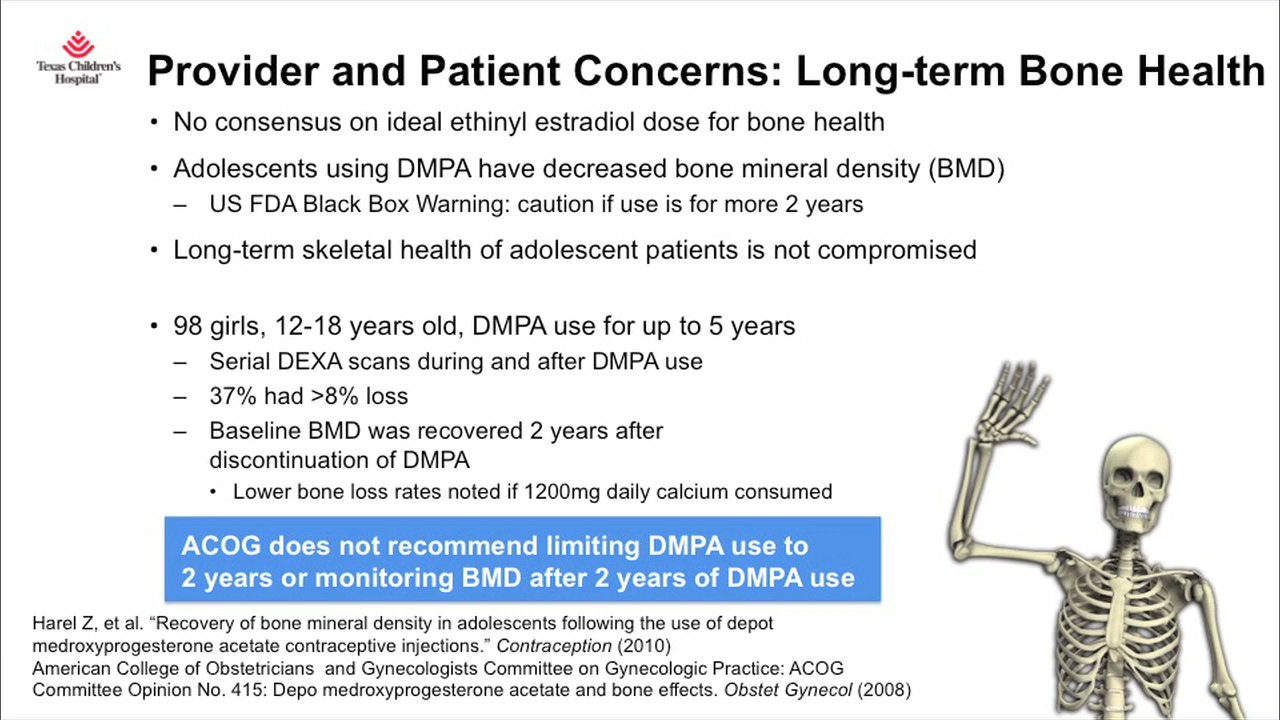 Texas Children's
Hospital
Provider and Patient Concerns: Long-term Bone Health
• No consensus on ideal ethinyl estradiol dose for bone health
• Adolescents using DMPA have decreased bone mineral density (BMD)
– US FDA Black Box Warning: caution if use is for more 2 years
• Long-term skeletal health of adolescent patients is not compromised
• 98 girls, 12-18 years old, DMPA use for up to 5 years
– Serial DEXA scans during and after DMPA use
– 37% had >8% loss
– Baseline BMD was recovered 2 years after
discontinuation of DMPA
• Lower bone loss rates noted if 1200mg daily calcium consumed
ACOG does not recommend limiting DMPA use to
2 years or monitoring BMD after 2 years of DMPA use
Harel Z, et al. “Recovery of bone mineral density in adolescents following the use of depot
medroxyprogesterone acetate contraceptive injections.” Contraception (2010)
American College of Obstetricians and Gynecologists Committee on Gynecologic Practice: ACOG
Committee Opinion No. 415: Depo medroxyprogesterone acetate and bone effects. Obstet Gynecol (2008)